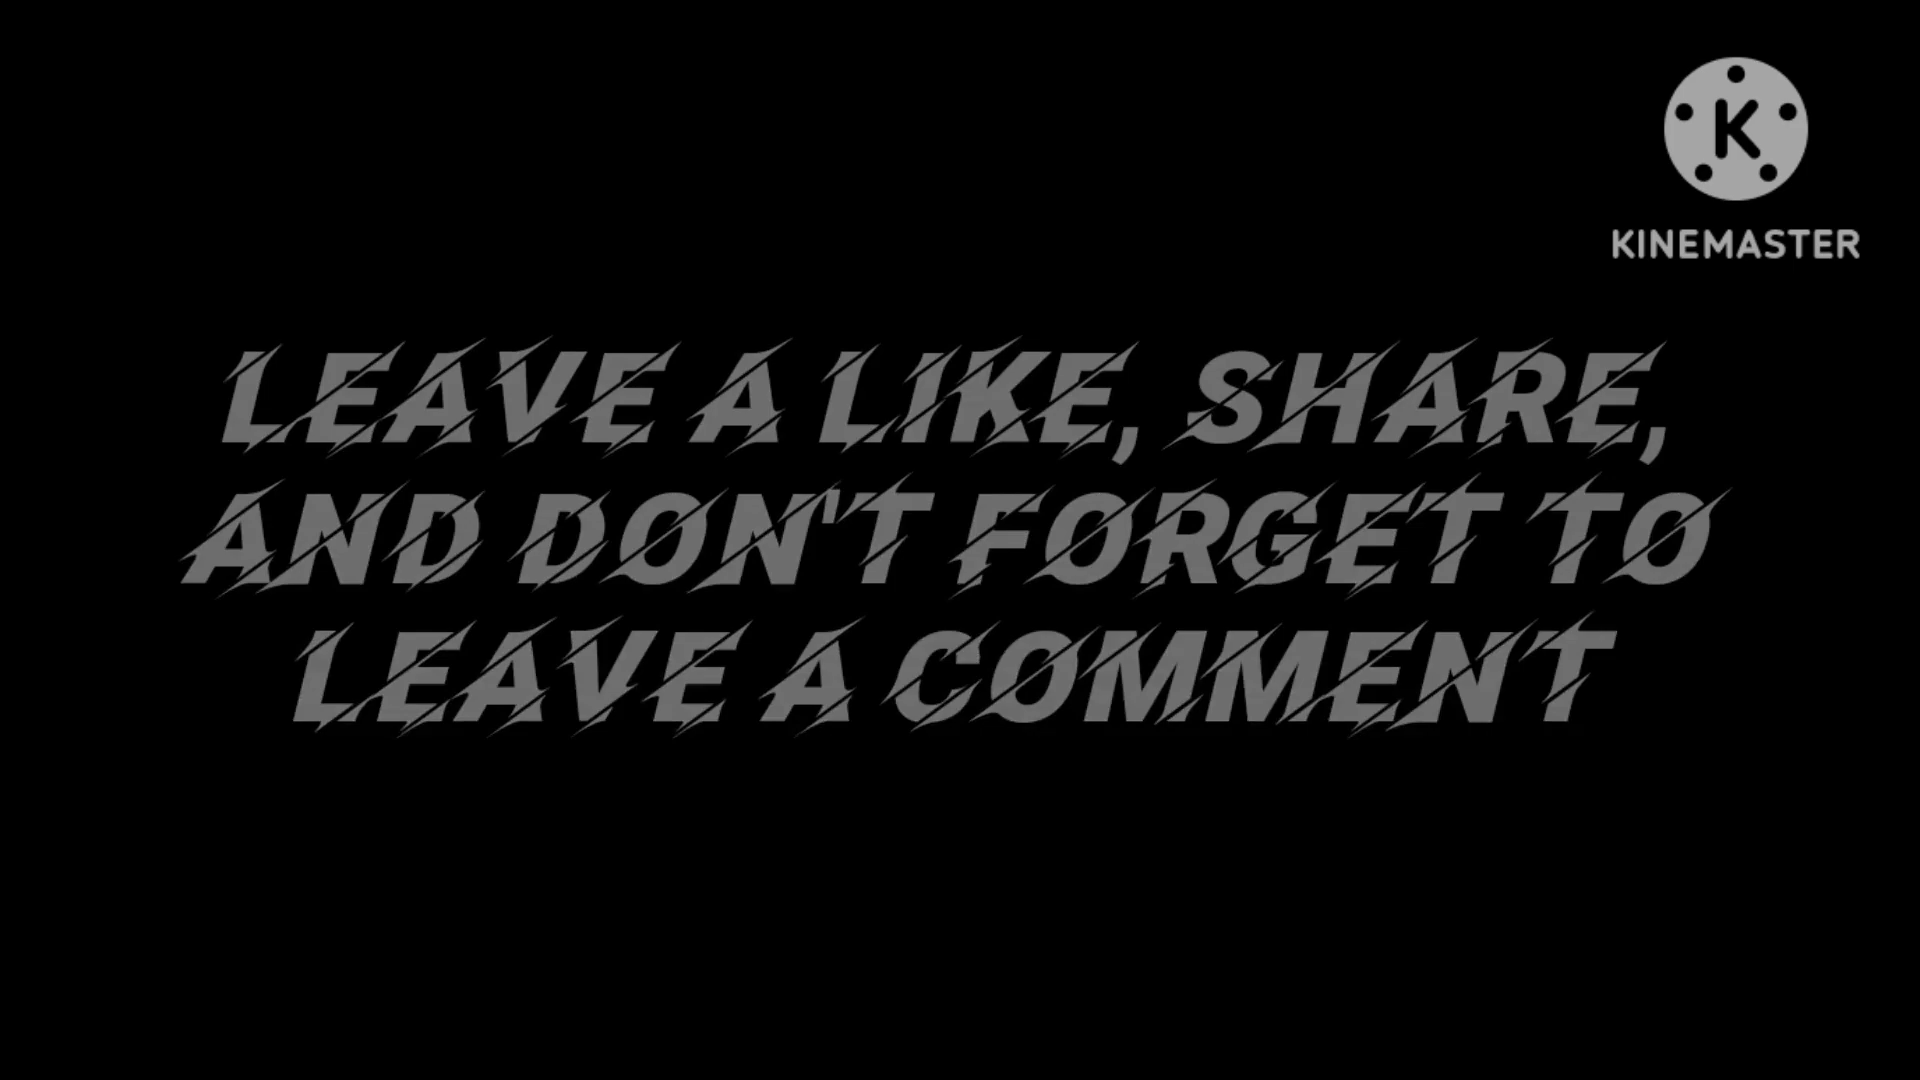 K
KINEMASTER
LEAVE A LIKE, SHARE,
AND DON'T FORGET TO
LEAVE A COMMENT